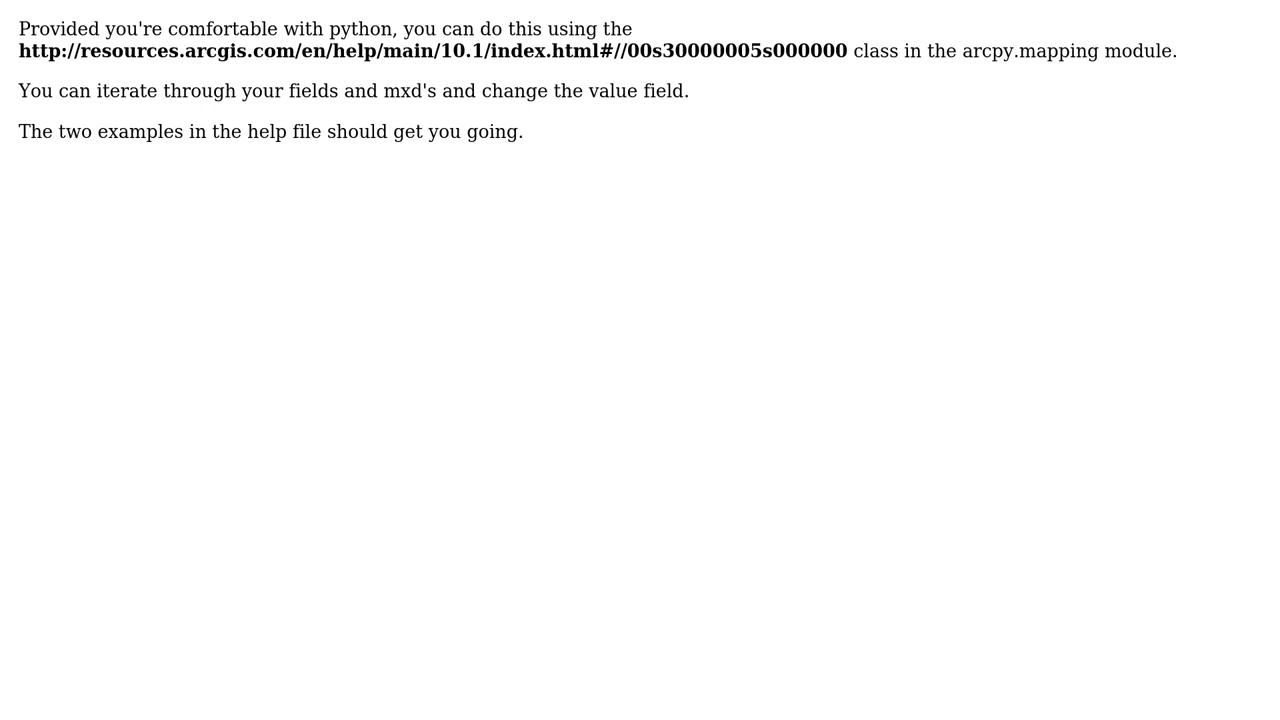 Provided you're comfortable with python, you can do this using the
http://resources.arcgis.com/en/help/main/10.1/index.html#//00s30000005s000000 class in the arcpy.mapping module.
You can iterate through your fields and mxd's and change the value field.
The two examples in the help file should get you going.